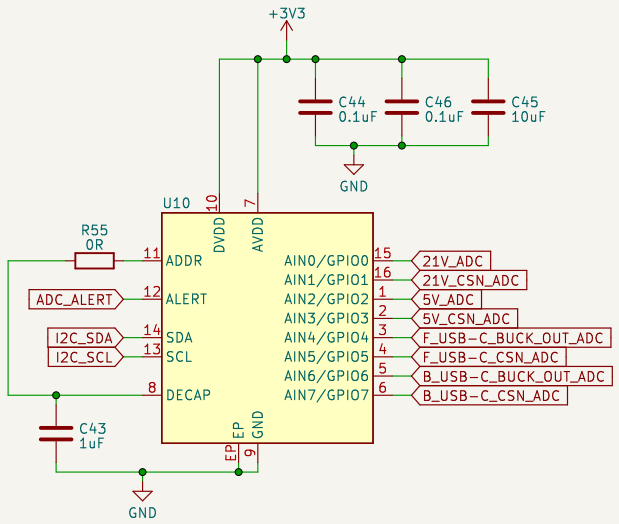 +3V3
C44
0.1uF
C46
0.1uF
C45
10uF
GND
U10
10
7
DVDD
AVDD
R55
0R
11
ADDR
AIN0/GPIO0
15
21V_ADC
AIN1/GPIO1
16
21V_CSN_ADC
ADC_ALERT
12
ALERT
AIN2/GPIO2
1
5V_ADC
AIN3/GPIO3
2
5V_CSN_ADC
I2C_SDA
14
SDA
AIN4/GPIO4
3
F_USB-C_BUCK_OUT_ADC
I2C_SCL
13
SCL
AIN5/GPIO5
4
F_USB-C_CSN_ADC
AIN6/GPIO6
5
B_USB-C_BUCK_OUT_ADC
8
DECAP
AIN7/GPIO7
6
B_USB-C_CSN_ADC
C43
1uF
EP
GND
EP
9
GND